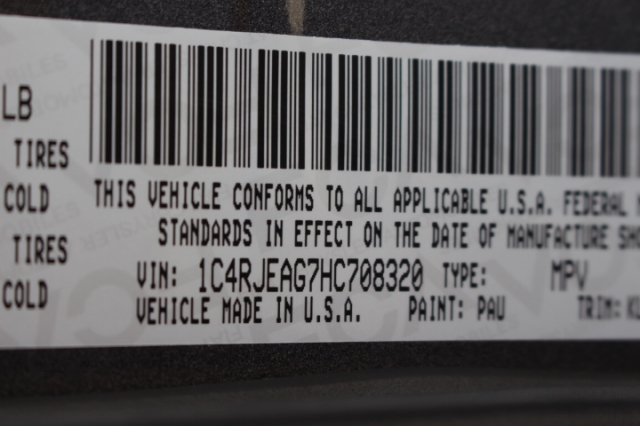 LB
TIRES
COLD
TIRES
COLD
THIS VEHICLE CONFORMS TO ALL APPLICABLE U.S.A. FEDERAL
STANDARDS IN EFFECT ON THE DATE OF MANUFACTURE
VIN: 1C4RJEAG7HC708320 TYPE: MPV
VEHICLE MADE IN U.S.A. PAINT: PAU TRIM: